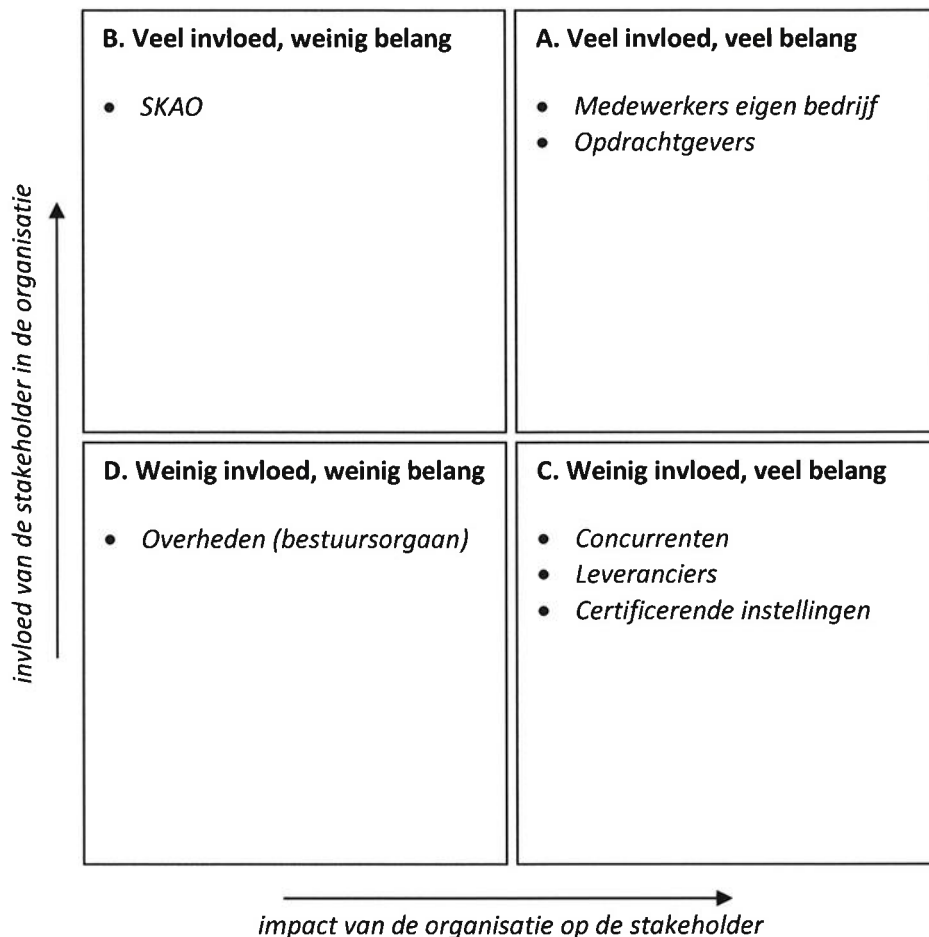 B. Veel invloed, weinig belang
• SKAO
A. Veel invloed, veel belang
• Medewerkers eigen bedrijf
• Opdrachtgevers
invloed van de stakeholder in de organisatie
D. Weinig invloed, weinig belang
• Overheden (bestuursorgaan)
C. Weinig invloed, veel belang
• Concurrenten
• Leveranciers
• Certificerende instellingen
impact van de organisatie op de stakeholder